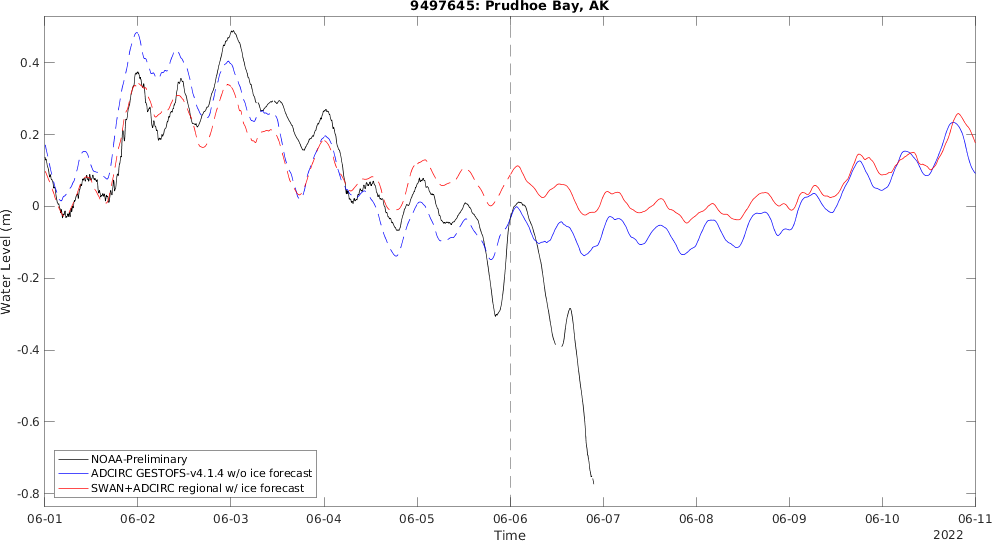 9497645: Prudhoe Bay, AK
0.4
0.2
0
-0.2
-0.4
-0.6
-0.8
Water Level (m)
NOAA-Preliminary
ADCIRC GESTOFS-v4.1.4 w/o ice forecast
SWAN+ADCIRC regional w/ ice forecast
06-01 06-02 06-03 06-04 06-05 06-06 06-07 06-08 06-09 06-10 06-11
Time
2022